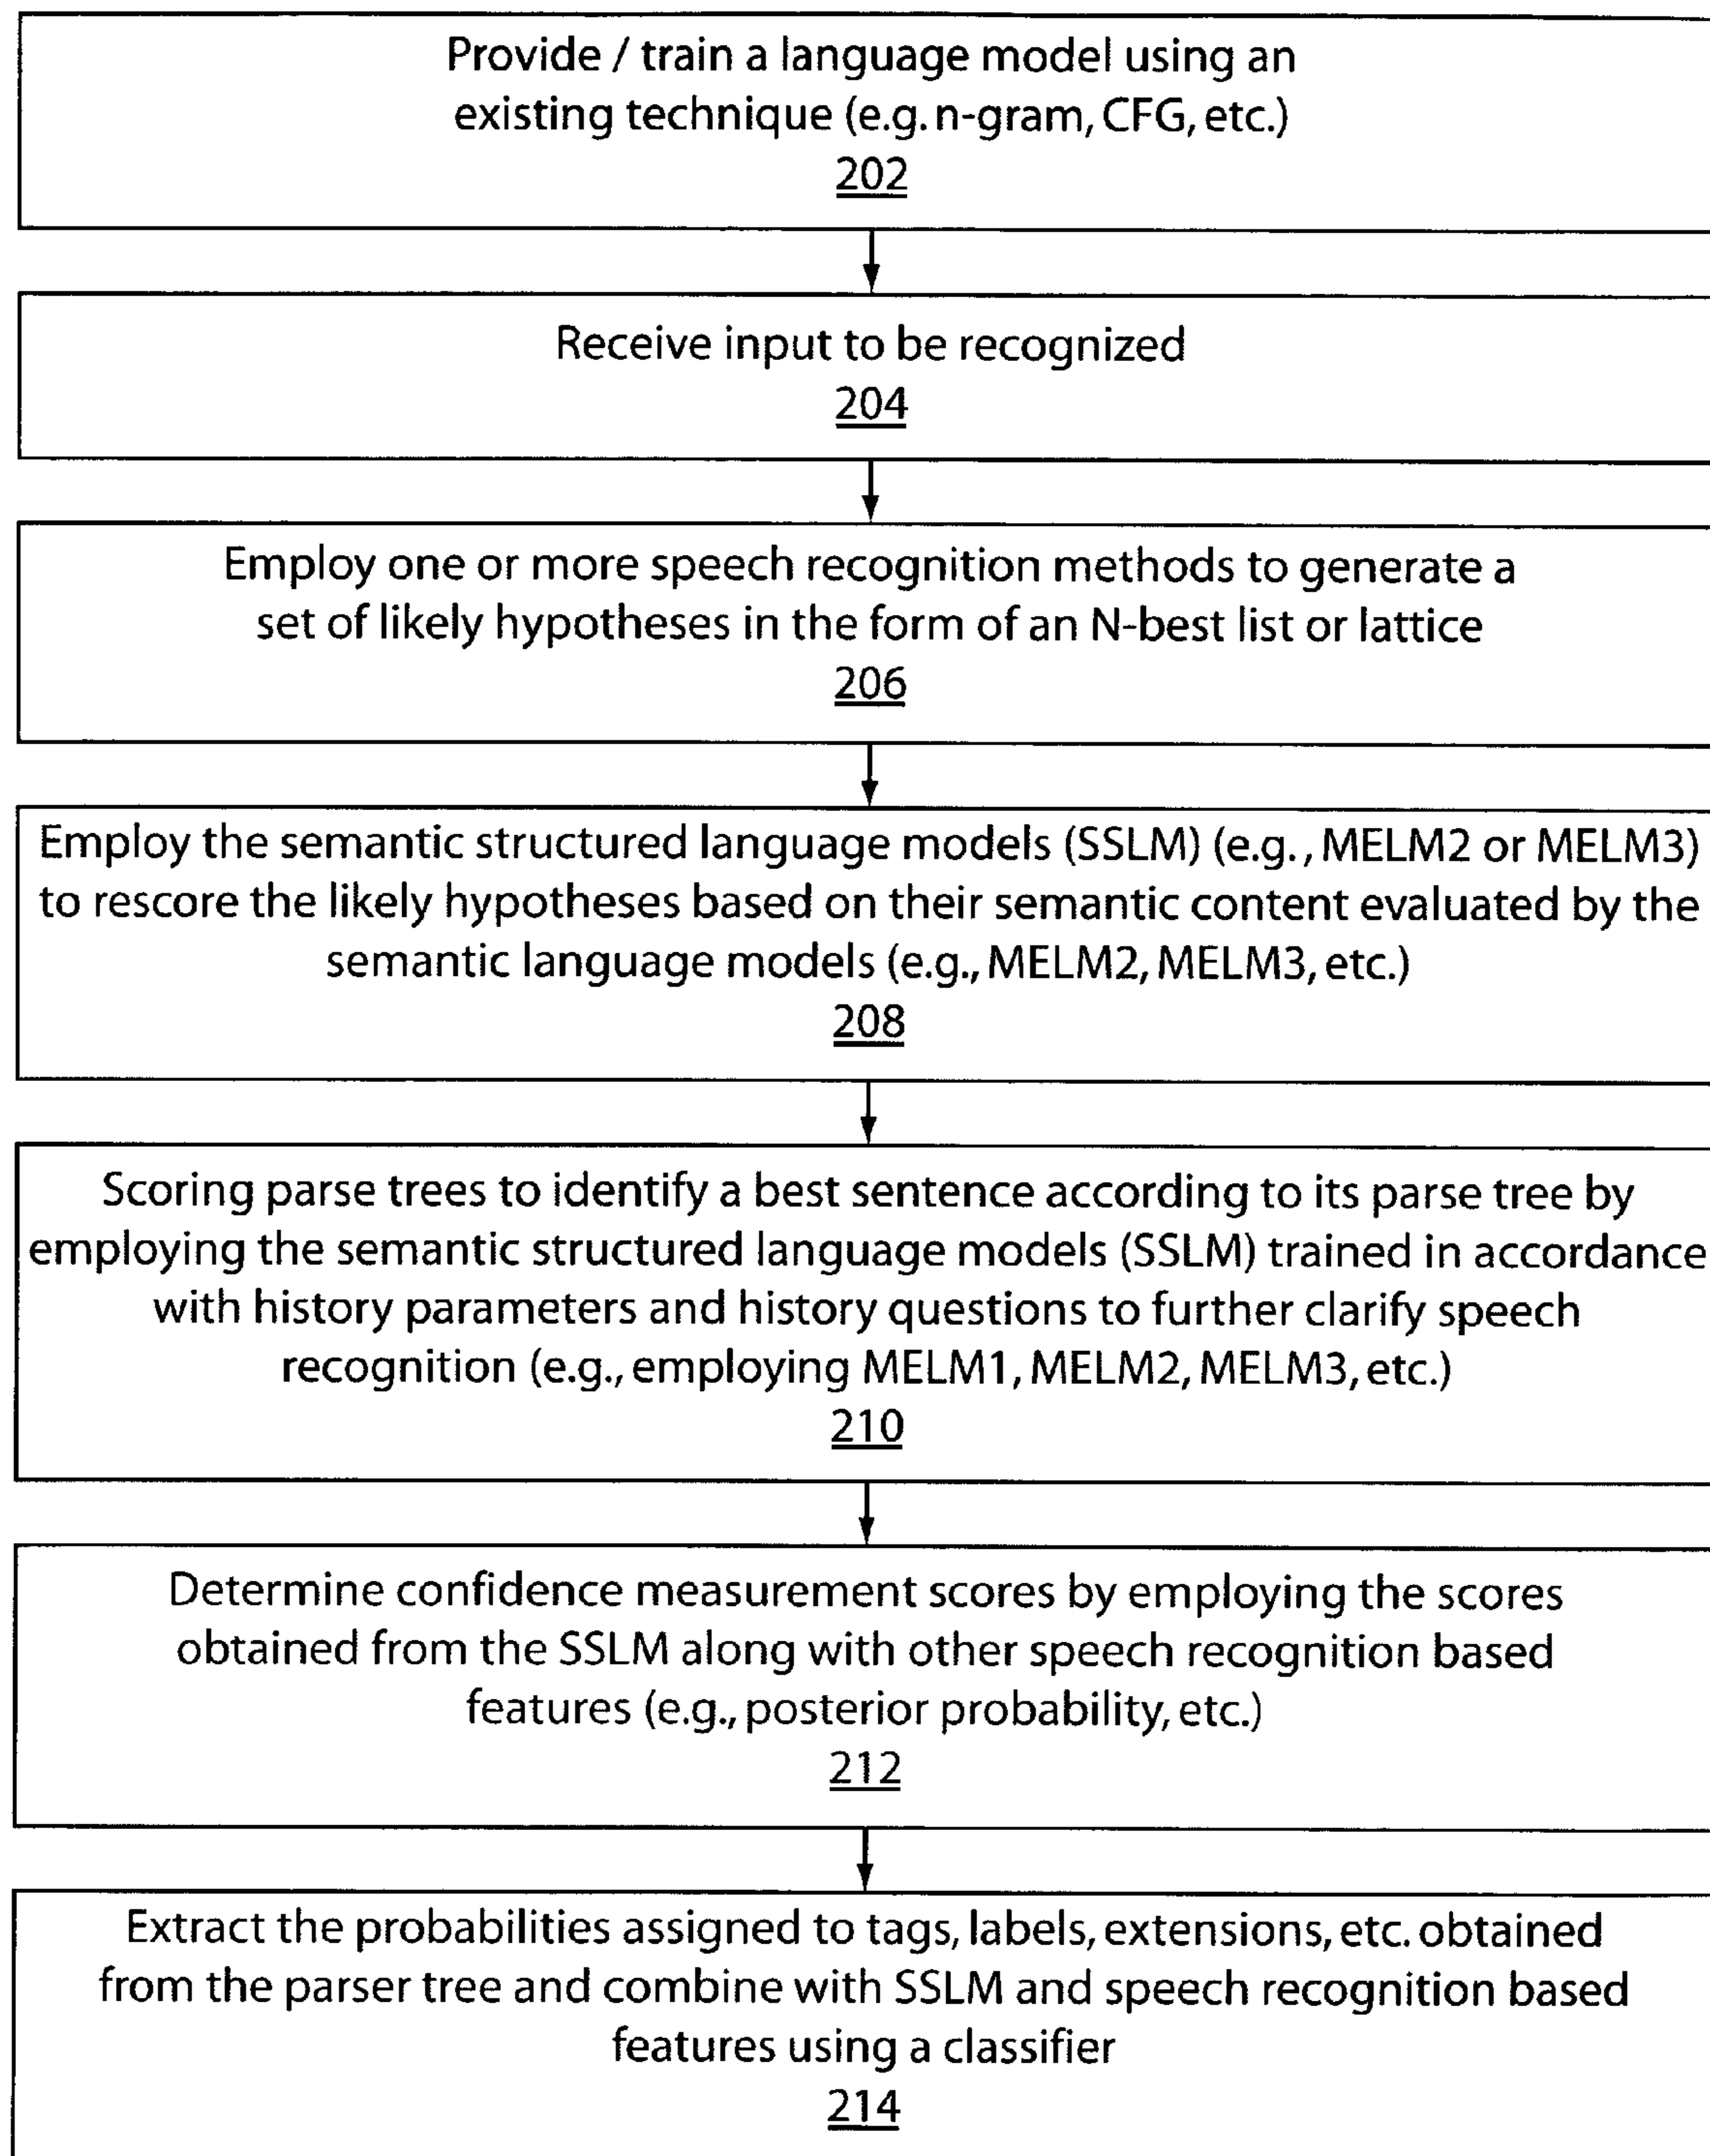 Provide / train a language model using an
existing technique (e.g. n-gram, CFG, etc.)
202
Receive input to be recognized
204
Employ one or more speech recognition methods to generate a
set of likely hypotheses in the form of an N-best list or lattice
206
Employ the semantic structured language models (SSLM) (e.g., MELM2 or MELM3)
to rescore the likely hypotheses based on their semantic content evaluated by the
semantic language models (e.g., MELM2, MELM3, etc.)
208
Scoring parse trees to identify a best sentence according to its parse tree by
employing the semantic structured language models (SSLM) trained in accordance
with history parameters and history questions to further clarify speech
recognition (e.g., employing MELM1, MELM2, MELM3, etc.)
210
Determine confidence measurement scores by employing the scores
obtained from the SSLM along with other speech recognition based
features (e.g., posterior probability, etc.)
212
Extract the probabilities assigned to tags, labels, extensions, etc. obtained
from the parser tree and combine with SSLM and speech recognition based
features using a classifier
214